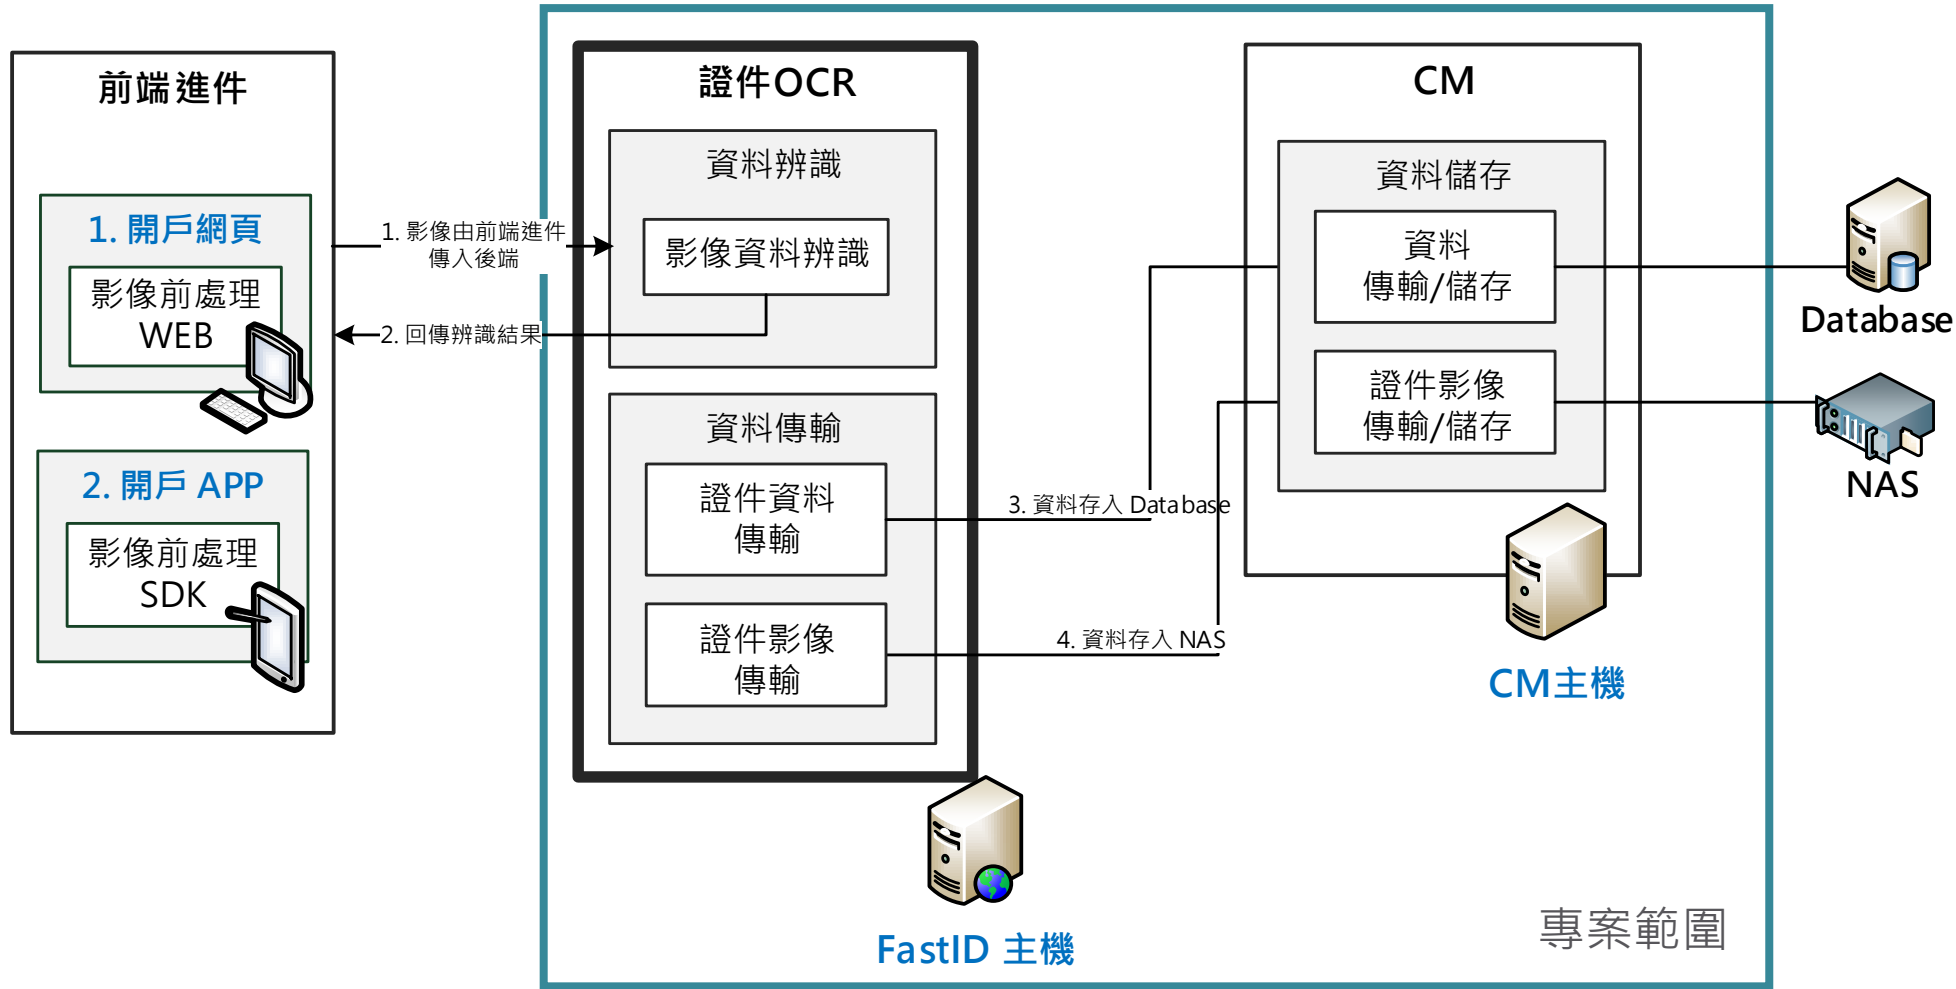 前端進件
1. 開戶網頁
影像前處理
WEB
2. 開戶 APP
影像前處理
SDK
1. 影像由前端進件
傳入後端
2. 回傳辨識結果
證件OCR
資料辨識
影像資料辨識
資料傳輸
證件資料
傳輸
證件影像
傳輸
FastID 主機
3. 資料存入 Database
4. 資料存入 NAS
CM
資料儲存
資料
傳輸/儲存
證件影像
傳輸/儲存
CM主機
Database
NAS
專案範圍